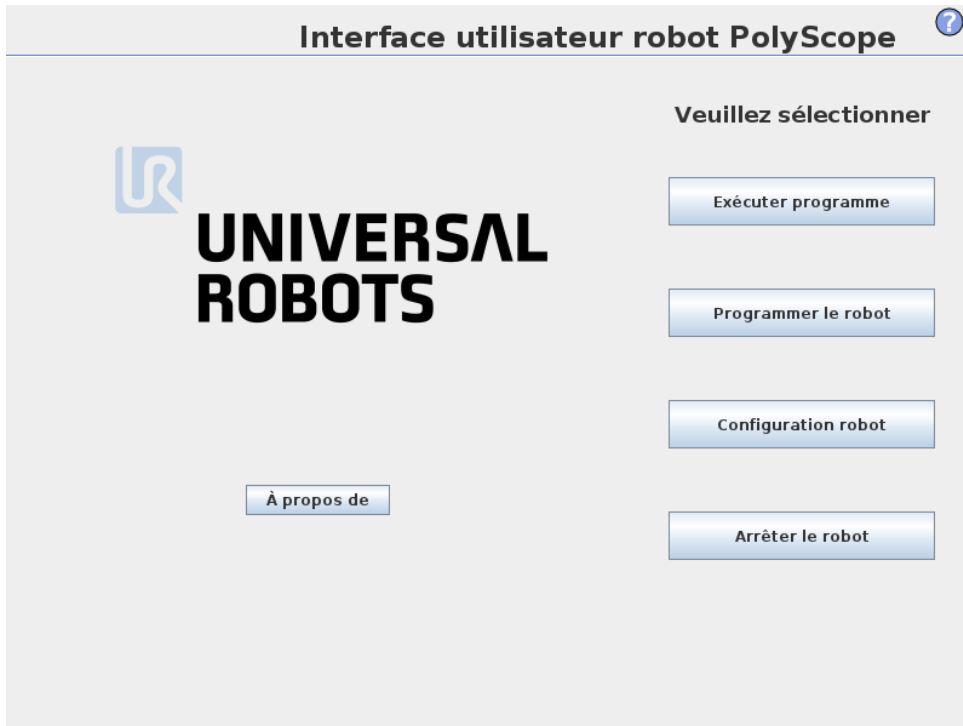 Interface utilisateur robot PolyScope
?
Veuillez sélectionner
UR
UNIVERSAL
ROBOTS
Exécuter programme
Programmer le robot
Configuration robot
À propos de
Arrêter le robot